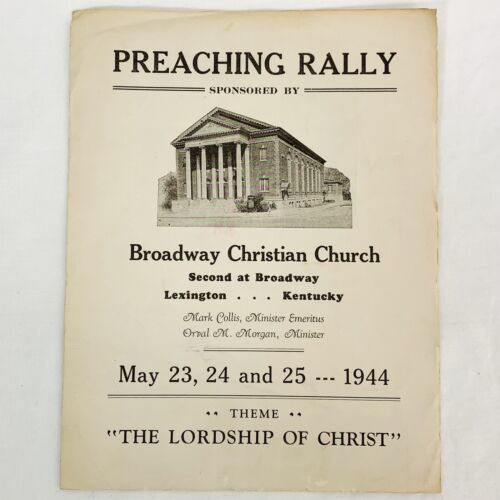 PREACHING RALLY
SPONSORED BY
Broadway Christian Church
Second at Broadway
Lexington . . . Kentucky
Mark Collis, Minister Emeritus
Orval M. Morgan, Minister
May 23, 24 and 25 --- 1944
THEME
"THE LORDSHIP OF CHRIST"